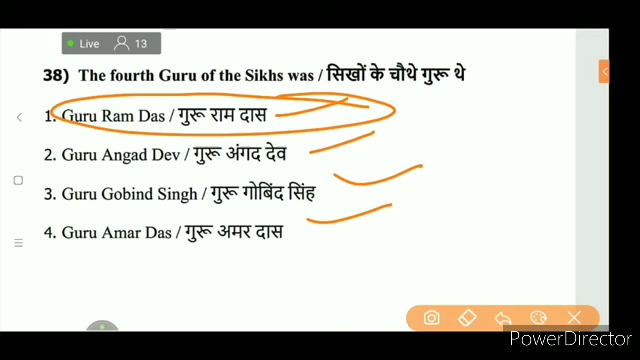 Live 13
38) The fourth Guru of the Sikhs was / सिखों के चौथे गुरू थे
1. Guru Ram Das / गुरू राम दास
2. Guru Angad Dev / गुरू अंगद देव
3. Guru Gobind Singh / गुरू गोबिंद सिंह
4. Guru Amar Das / गुरू अमर दास
PowerDirector